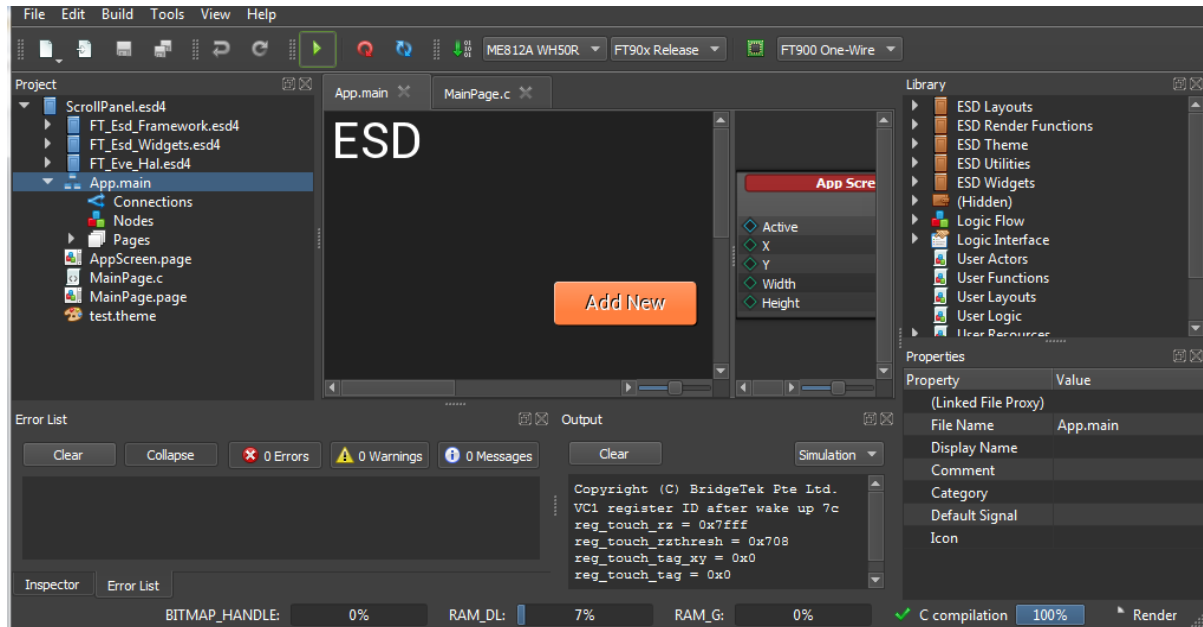 File Edit Build Tools View Help
ME812A WH50R FT90x Release FT900 One-Wire
Project
ScrollPanel.esd4
FT_Esd_Framework.esd4
FT_Esd_Widgets.esd4
FT_Eve_Hal.esd4
App.main
Connections
Nodes
Pages
AppScreen.page
MainPage.c
MainPage.page
test.theme
App.main MainPage.c
ESD
Add New
App Scre
Active
X
Y
Width
Height
Library
ESD Layouts
ESD Render Functions
ESD Theme
ESD Utilities
ESD Widgets
(Hidden)
Logic Flow
Logic Interface
User Actors
User Functions
User Layouts
User Logic
User Resources
Properties
Property Value
(Linked File Proxy)
File Name App.main
Display Name
Comment
Category
Default Signal
Icon
Error List
Clear Collapse 0 Errors 0 Warnings 0 Messages
Inspector Error List
Output
Clear Simulation
Copyright (C) BridgeTek Pte Ltd.
VC1 register ID after wake up 7c
reg_touch_rz = 0x7fff
reg_touch_rzthresh = 0x708
reg_touch_tag_xy = 0x0
reg_touch_tag = 0x0
BITMAP_HANDLE: 0% RAM_DL: 7% RAM_G: 0% C compilation 100% Render